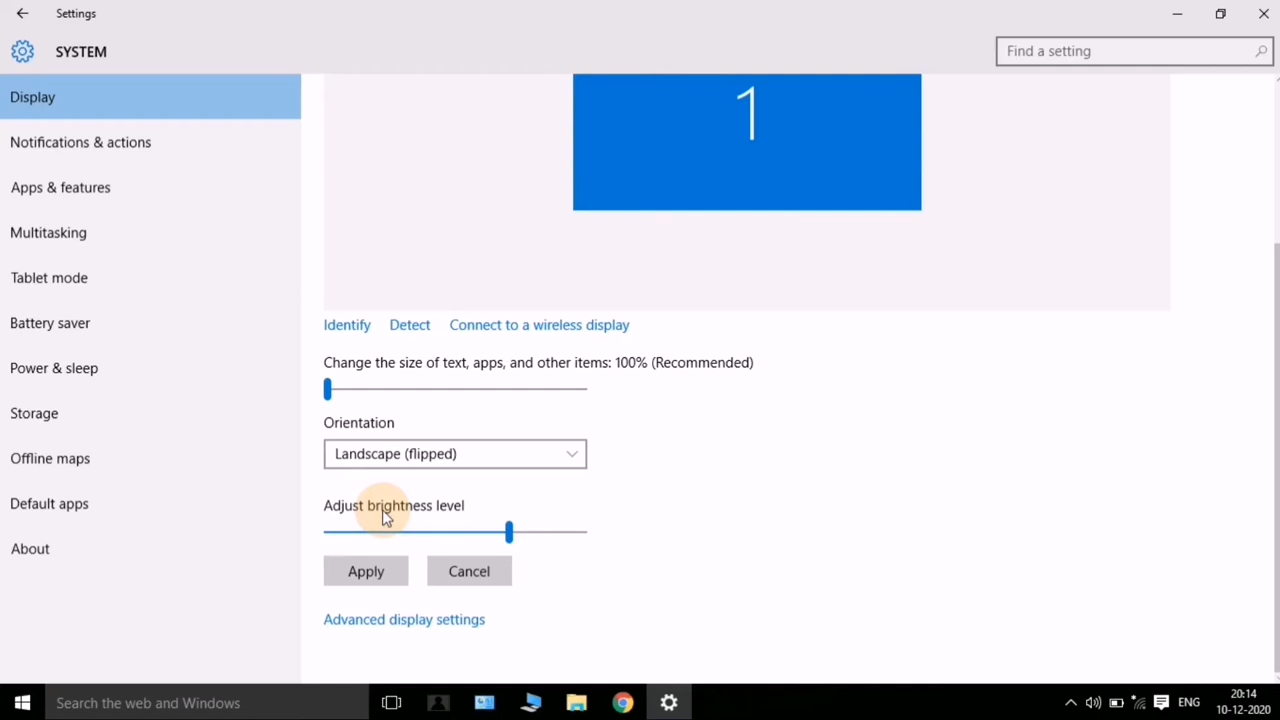 Settings
SYSTEM
Find a setting
Display
Notifications & actions
Apps & features
Multitasking
Tablet mode
Battery saver
Power & sleep
Storage
Offline maps
Default apps
About
1
Identify Detect Connect to a wireless display
Change the size of text, apps, and other items: 100% (Recommended)
Orientation
Landscape (flipped)
Adjust brightness level
Apply Cancel
Advanced display settings
Search the web and Windows
ENG
20:14
10-12-2020